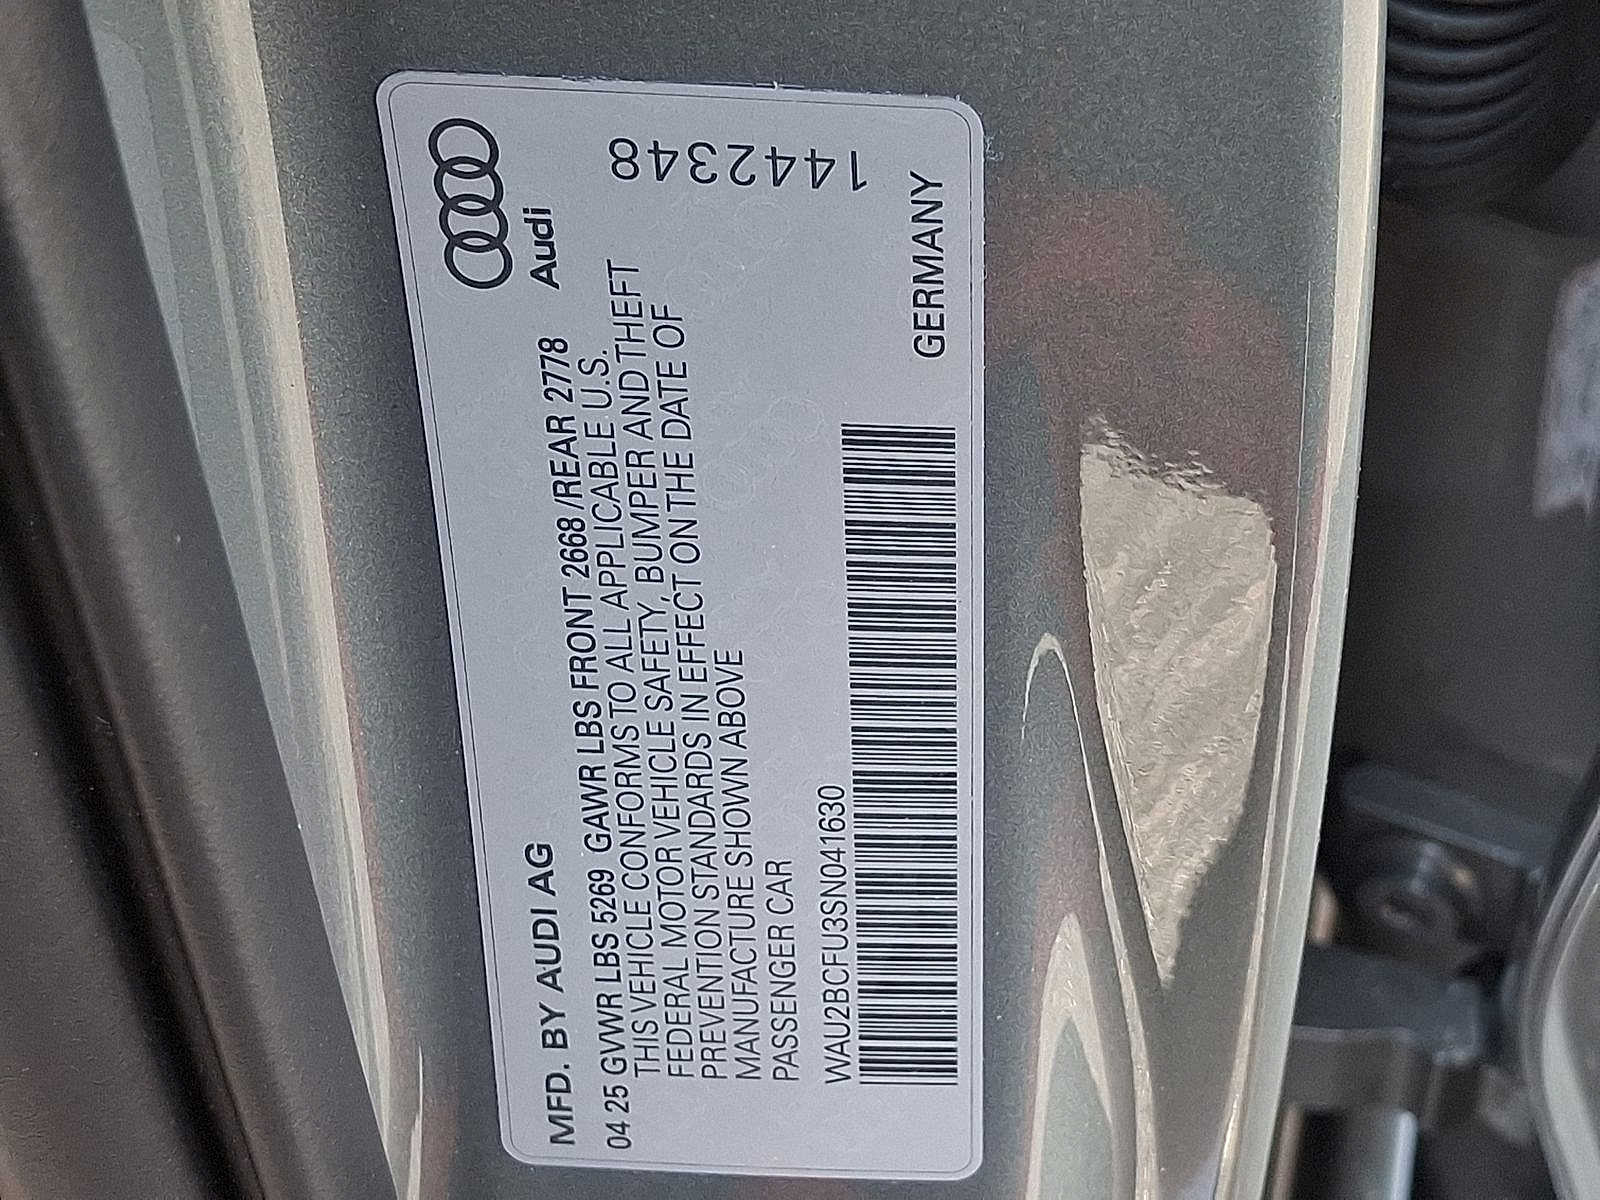 MFD. BY AUDI AG
Audi
04 25 GVWR LBS 5269 GAWR LBS FRONT 2668 /REAR 2778
THIS VEHICLE CONFORMS TO ALL APPLICABLE U.S.
FEDERAL MOTOR VEHICLE SAFETY, BUMPER AND THEFT
PREVENTION STANDARDS IN EFFECT ON THE DATE OF
MANUFACTURE SHOWN ABOVE
PASSENGER CAR
WAU2BCFU3SN041630
GERMANY
1442348